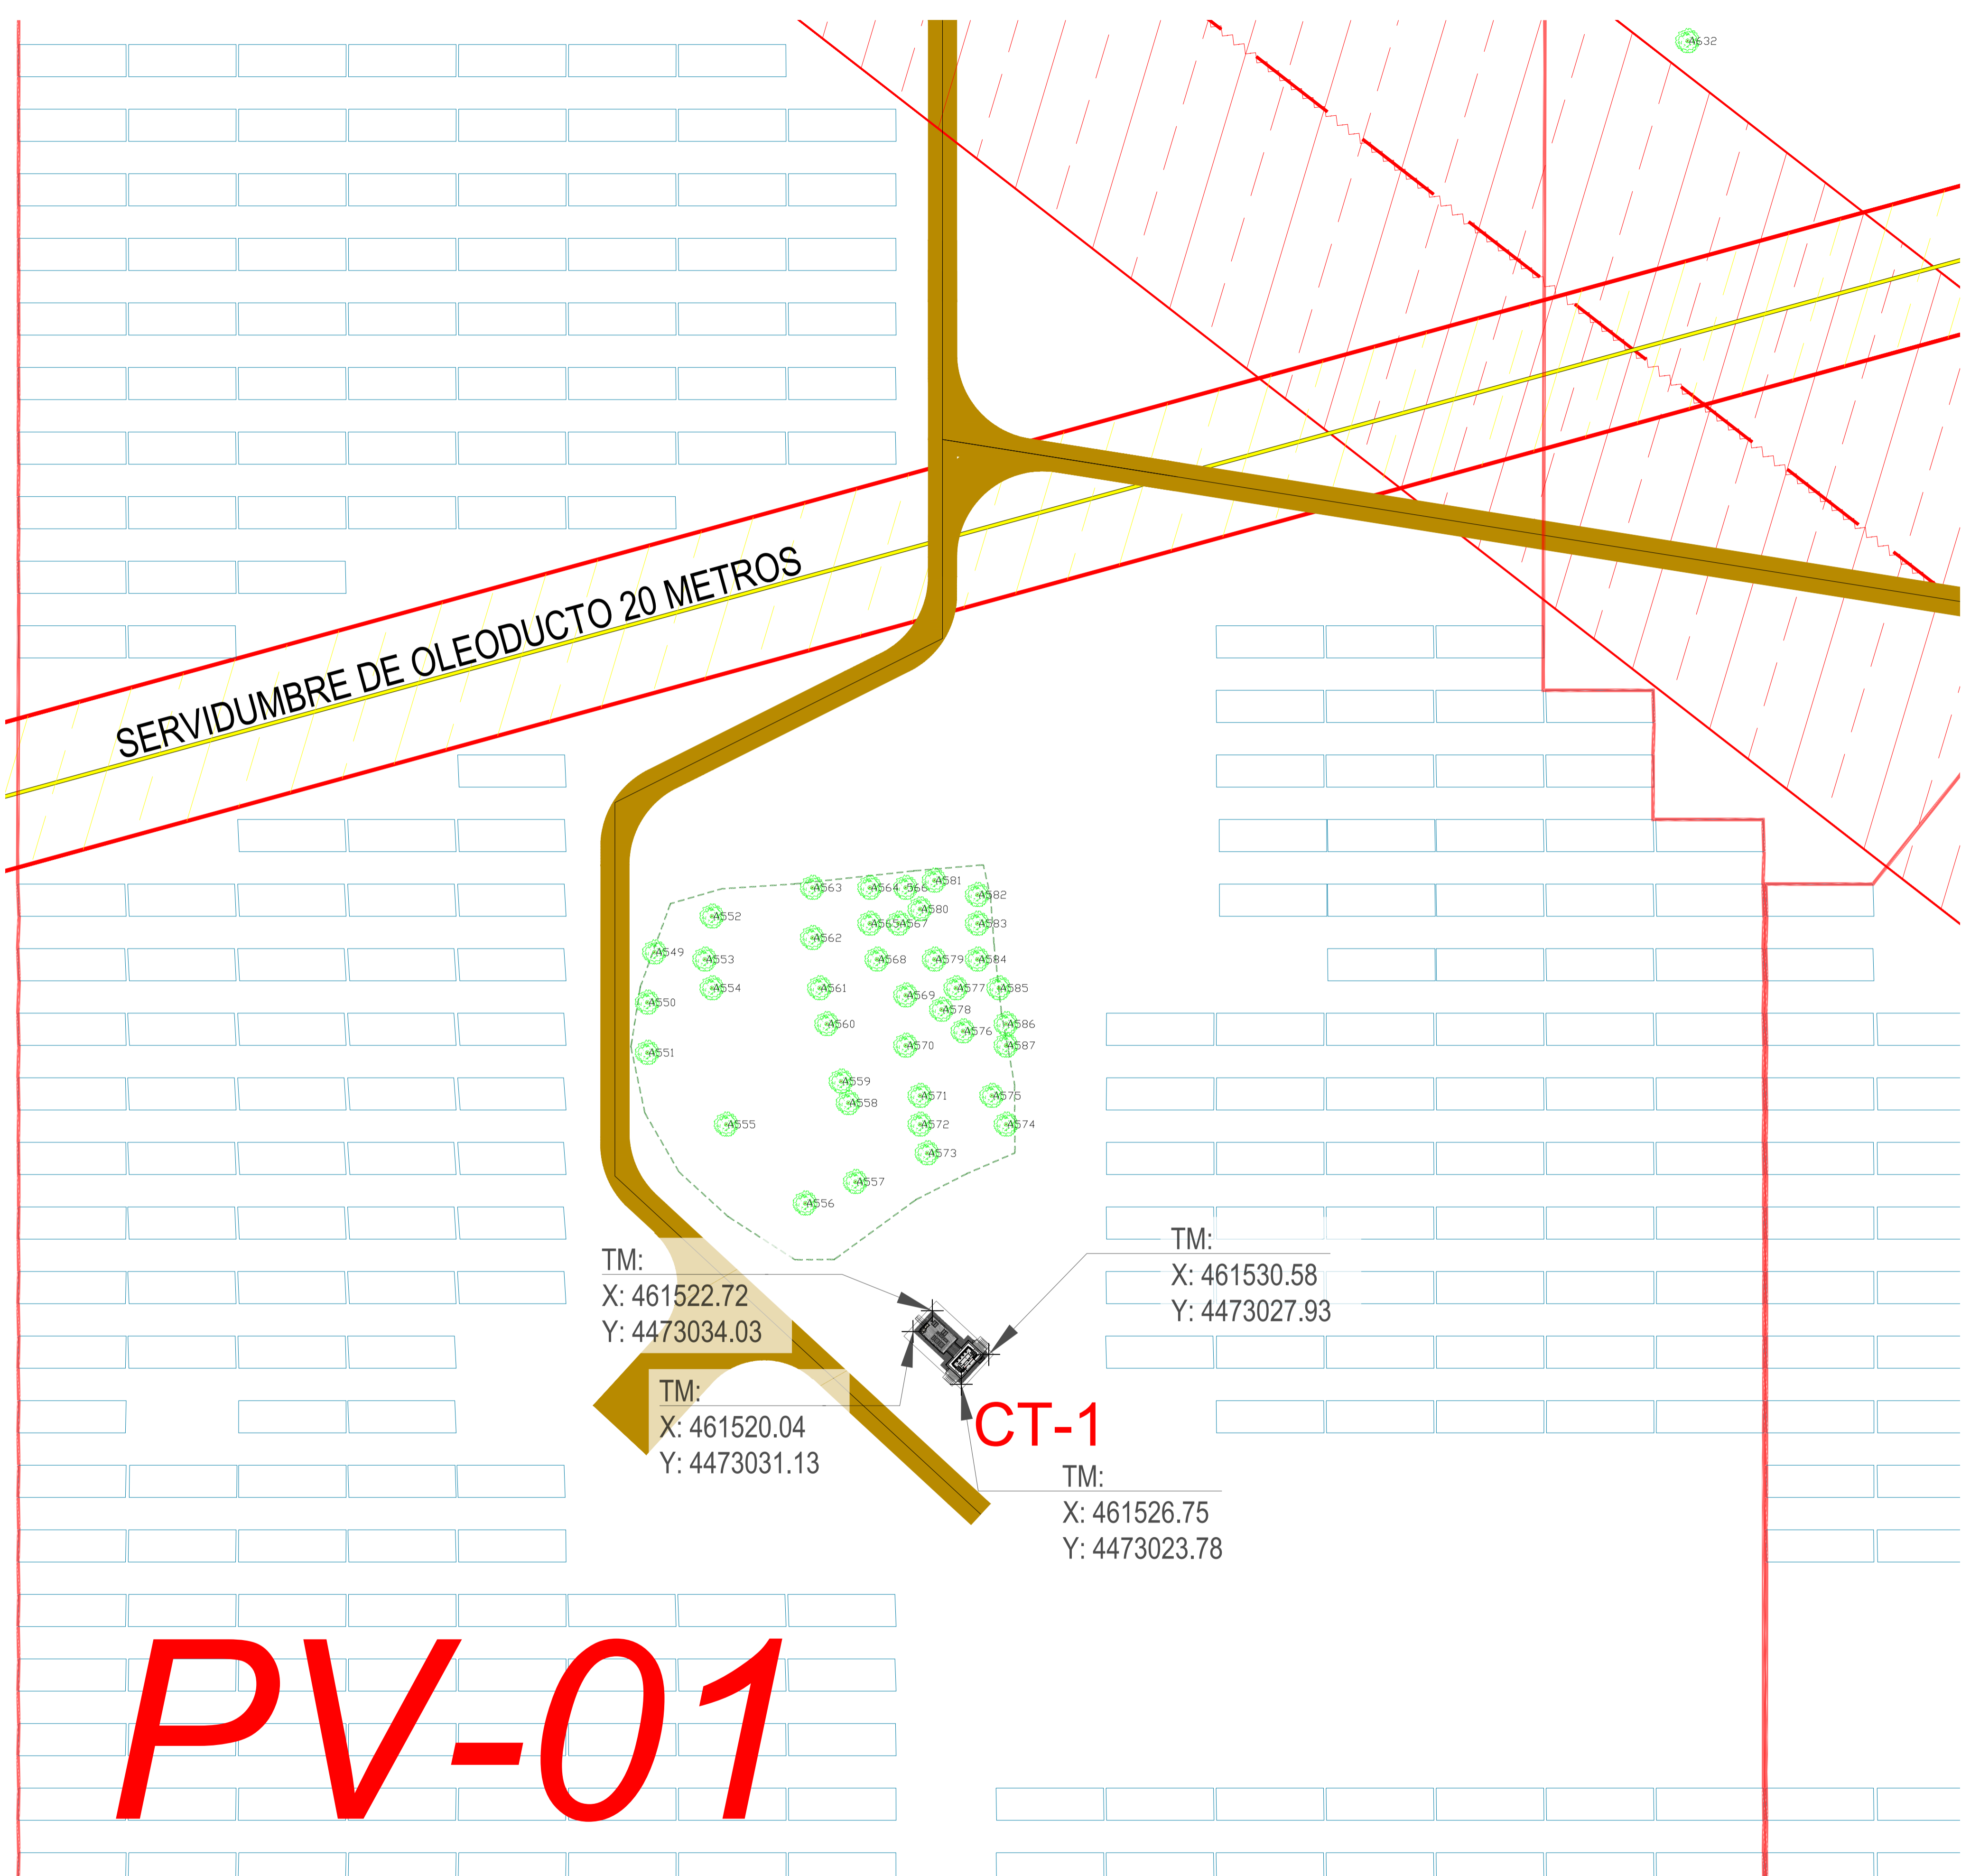 A632
SERVIDUMBRE DE OLEODUCTO 20 METROS
A563
A564
566
A581
A582
A552
A580
A565
A567
A583
A562
A549
A553
A568
A579
A584
A554
A561
A569
A577
A585
A550
A578
A560
A576
A586
A551
A570
A587
A559
A558
A571
A575
A555
A572
A574
A573
A557
A556
TM:
X: 461522.72
Y: 4473034.03
TM:
X: 461530.58
Y: 4473027.93
TM:
X: 461520.04
Y: 4473031.13
CT-1
TM:
X: 461526.75
Y: 4473023.78
PV-01